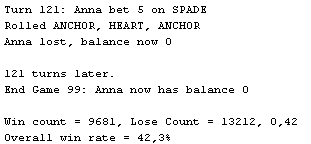 Turn 121: Anna bet 5 on SPADE
Rolled ANCHOR, HEART, ANCHOR
Anna lost, balance now 0
121 turns later.
End Game 99: Anna now has balance 0
Win count = 9681, Lose Count = 13212, 0,42
Overall win rate = 42,3%